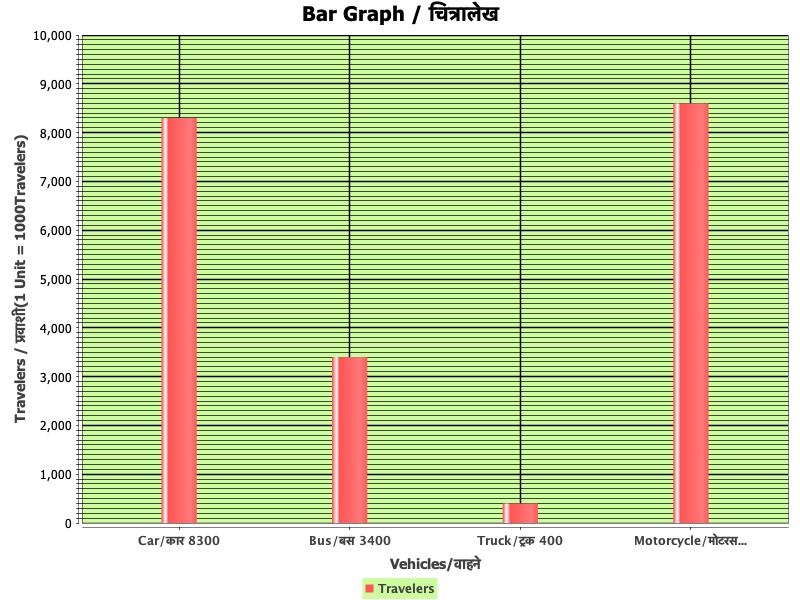 Bar Graph / चित्रालेख
10,000
9,000
8,000
7,000
6,000
5,000
4,000
3,000
2,000
1,000
0
Travelers / प्रवाशी(1 Unit = 1000Travelers)
Car/कार 8300
Bus/बस 3400
Truck/ट्रक 400
Motorcycle/मोटरस...
Vehicles/वाहने
Travelers